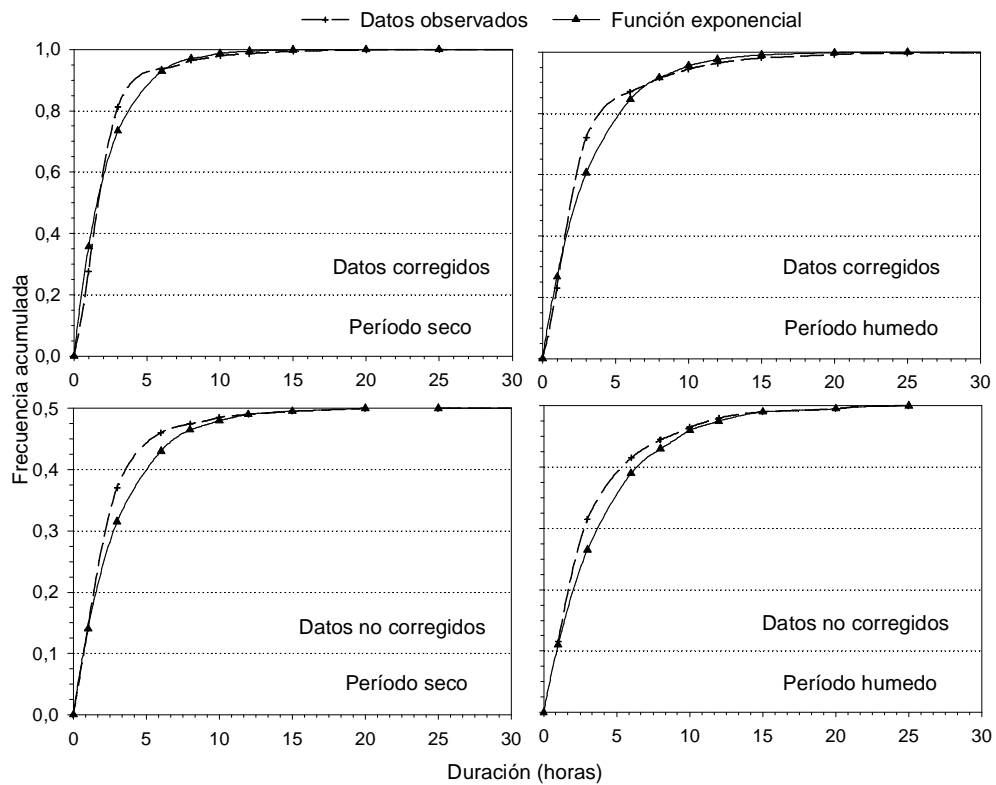 Datos observados Función exponencial
Frecuencia acumulada
1,0
0,8
0,6
0,4
0,2
0,0
Datos corregidos
Período seco
0 5 10 15 20 25 30
Datos corregidos
Período humedo
0 5 10 15 20 25 30
0,5
0,4
0,3
0,2
0,1
0,0
Datos no corregidos
Período seco
0 5 10 15 20 25 30
Datos no corregidos
Período humedo
0 5 10 15 20 25 30
Duración (horas)